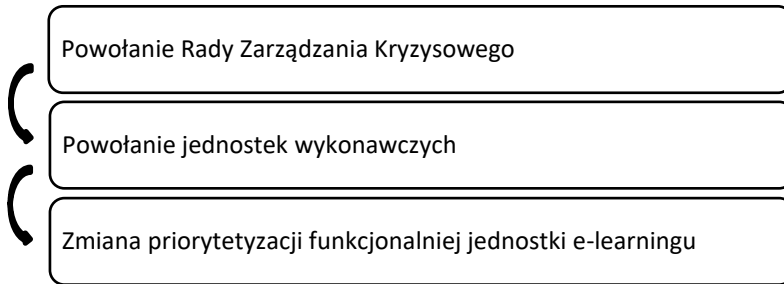 Powołanie Rady Zarządzania Kryzysowego
Powołanie jednostek wykonawczych
Zmiana priorytetyzacji funkcjonalniej jednostki e-learningu